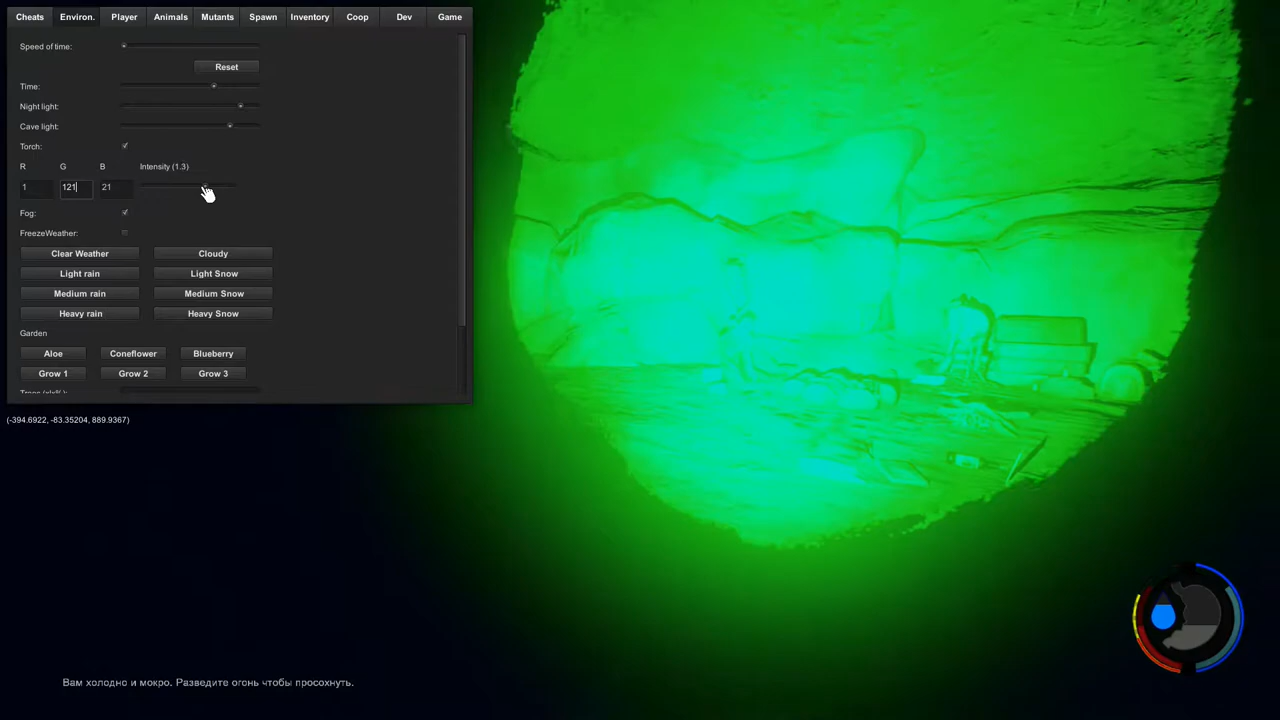 Cheats Environ. Player Animals Mutants Spawn Inventory Coop Dev Game
Speed of time:
Reset
Time:
Night light:
Cave light:
Torch:
R G B Intensity (1.3)
1 121 21
Fog:
FreezeWeather:
Clear Weather Cloudy
Light rain Light Snow
Medium rain Medium Snow
Heavy rain Heavy Snow
Garden
Aloe Coneflower Blueberry
Grow 1 Grow 2 Grow 3
(-394.6922, -83.35204, 889.9367)
Вам холодно и мокро. Разведите огонь чтобы просохнуть.